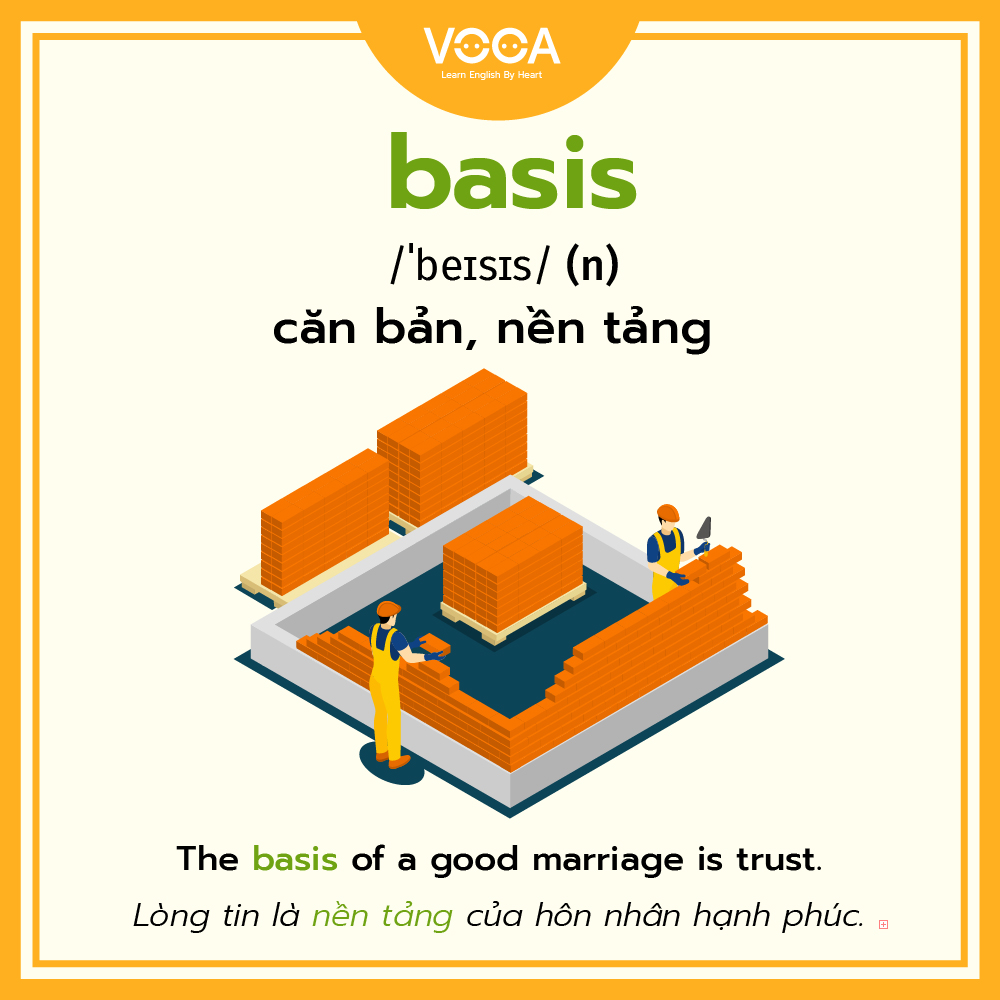 VOCA
Learn English By Heart
basis
/ˈbeɪsɪs/ (n)
căn bản, nền tảng
The basis of a good marriage is trust.
Lòng tin là nền tảng của hôn nhân hạnh phúc.